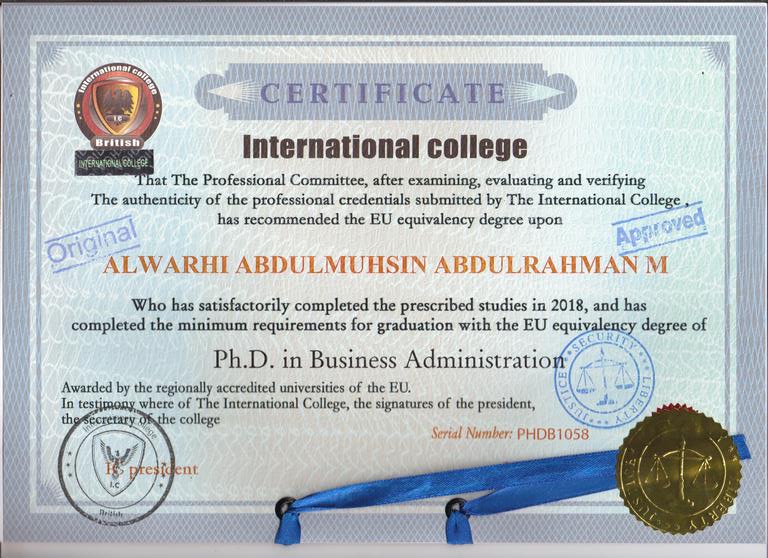 International college
I.C
British
INTERNATIONAL COLLEGE
CERTIFICATE
International college
That The Professional Committee, after examining, evaluating and verifying
The authenticity of the professional credentials submitted by The International College ,
has recommended the EU equivalency degree upon
Original
Approved
ALWARHI ABDULMUHSIN ABDULRAHMAN M
Who has satisfactorily completed the prescribed studies in 2018, and has
completed the minimum requirements for graduation with the EU equivalency degree of
Ph.D. in Business Administration
SECURITY
JUSTICE
LIBERTY
Awarded by the regionally accredited universities of the EU.
In testimony where of The International College, the signatures of the president,
the secretary of the college
Serial Number: PHDB1058
International College
president
I.C
British